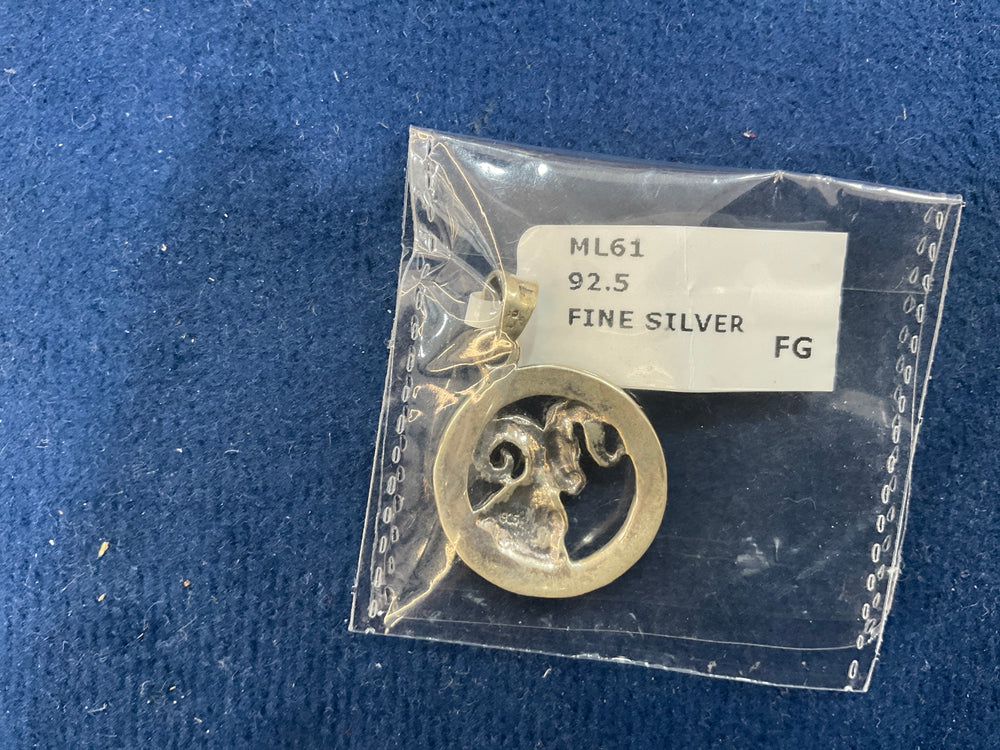 ML61
92.5
FINE SILVER
FG